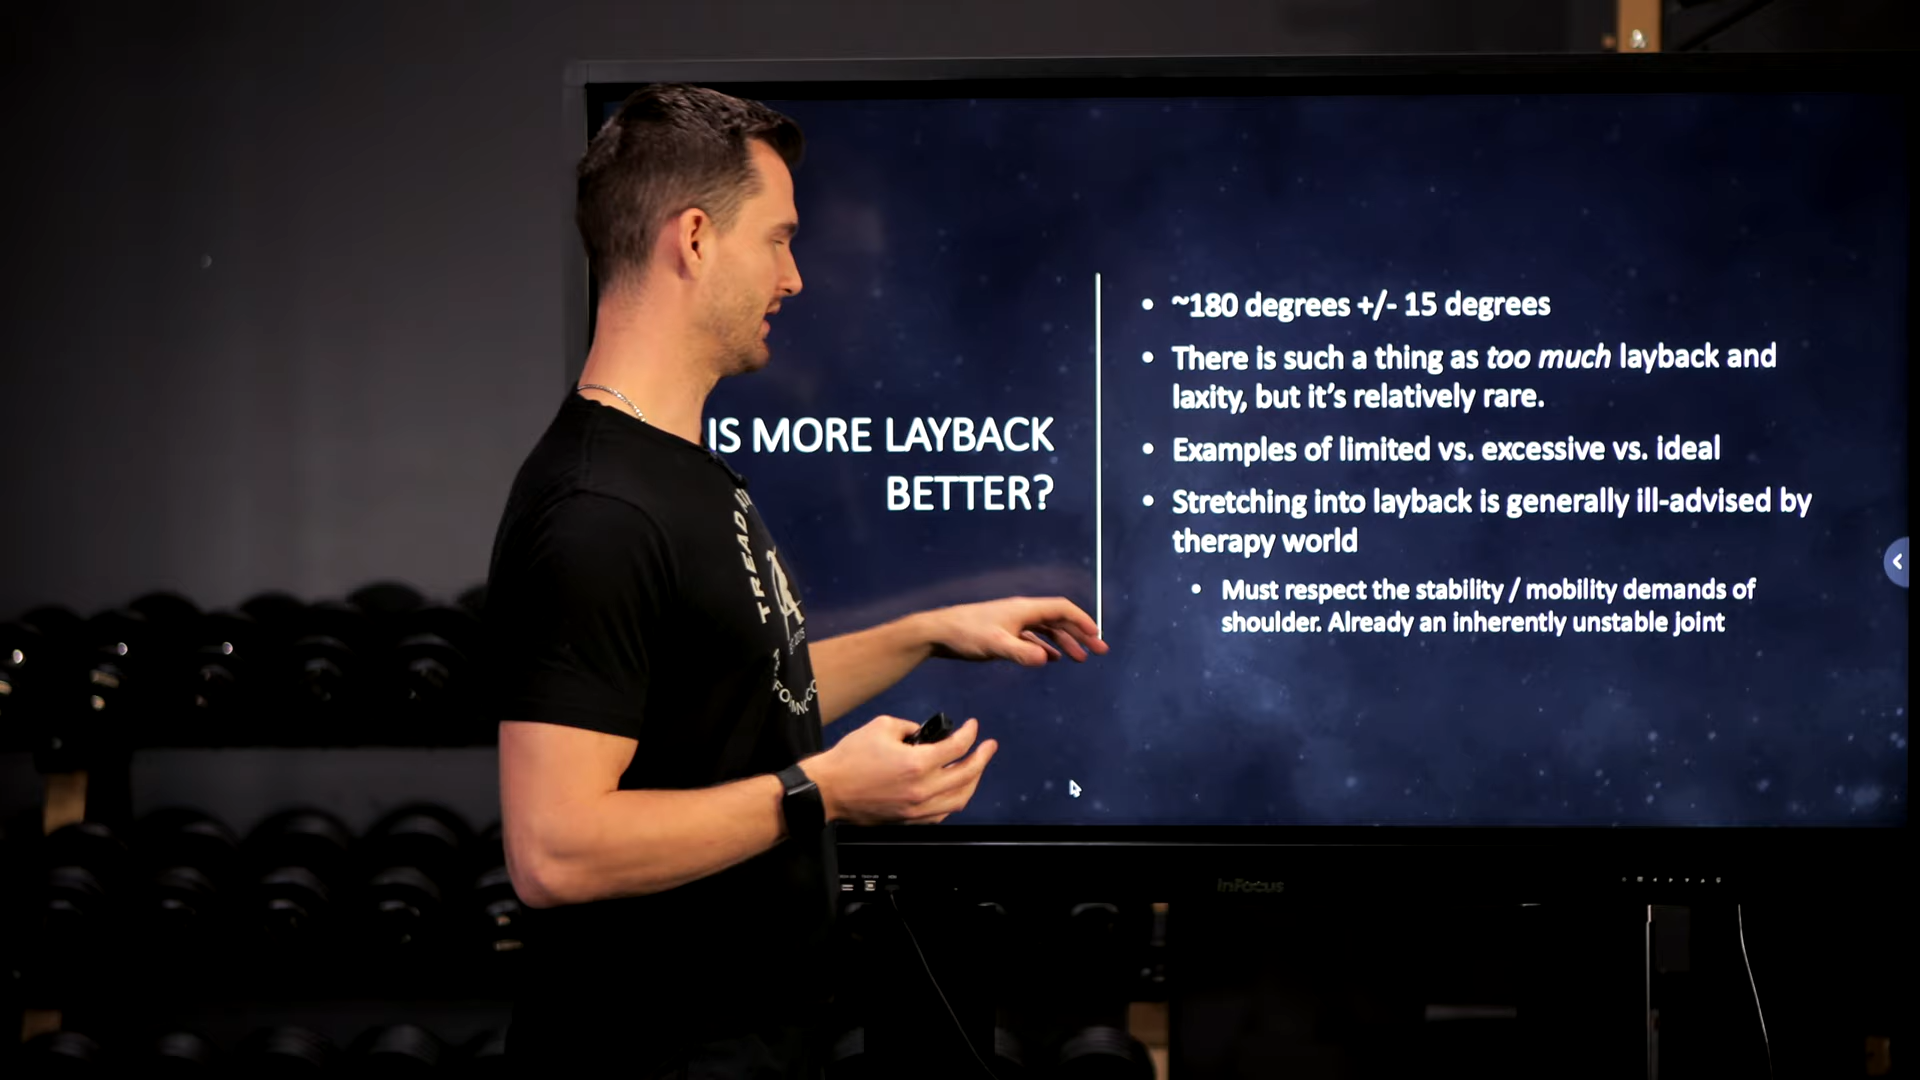 IS MORE LAYBACK
BETTER?
• ~180 degrees +/- 15 degrees
• There is such a thing as too much layback and
laxity, but it’s relatively rare.
• Examples of limited vs. excessive vs. ideal
• Stretching into layback is generally ill-advised by
therapy world
• Must respect the stability / mobility demands of
shoulder. Already an inherently unstable joint
TREAD
InFocus